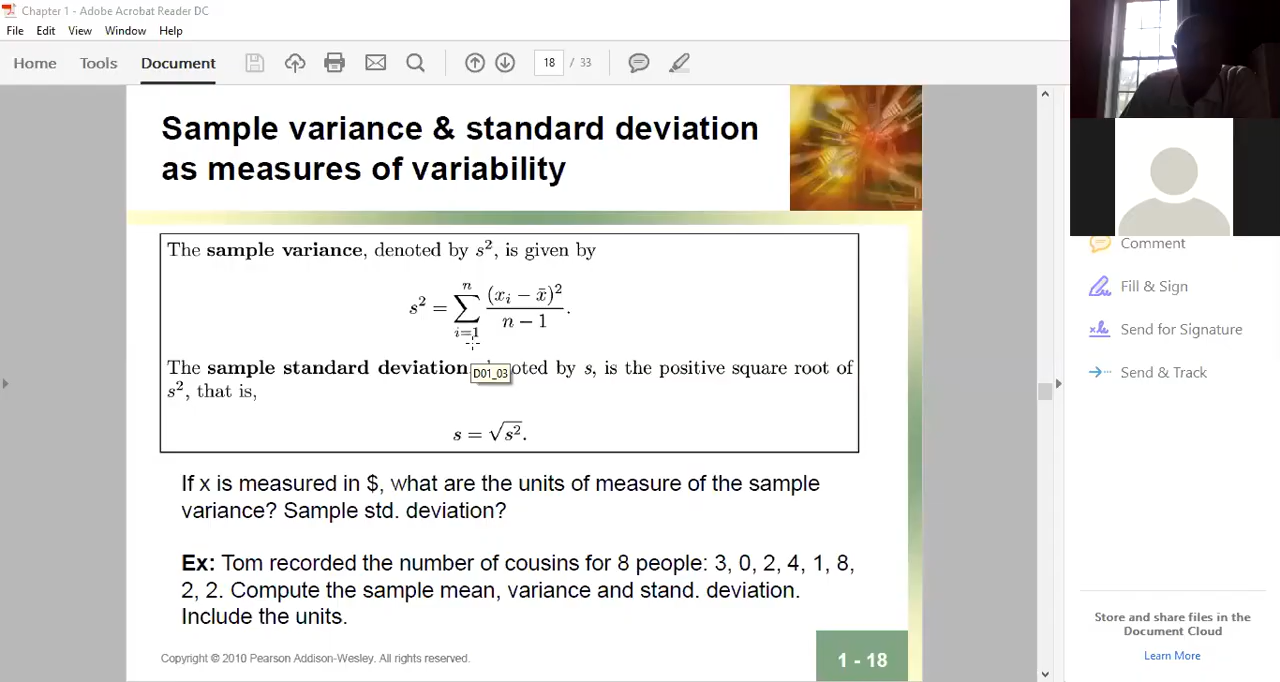 Chapter 1 - Adobe Acrobat Reader DC
File Edit View Window Help
Home Tools Document 18 / 33
Sample variance & standard deviation
as measures of variability
The sample variance, denoted by s², is given by
s² = ∑ⁿᵢ₌₁ (xᵢ − x̄)² / n − 1 .
The sample standard deviation oted by s, is the positive square root of
D01_03
s², that is,
s = √s².
If x is measured in $, what are the units of measure of the sample
variance? Sample std. deviation?
Ex: Tom recorded the number of cousins for 8 people: 3, 0, 2, 4, 1, 8,
2, 2. Compute the sample mean, variance and stand. deviation.
Include the units.
Copyright © 2010 Pearson Addison-Wesley. All rights reserved.
1 - 18
Comment
Fill & Sign
Send for Signature
Send & Track
Store and share files in the
Document Cloud
Learn More